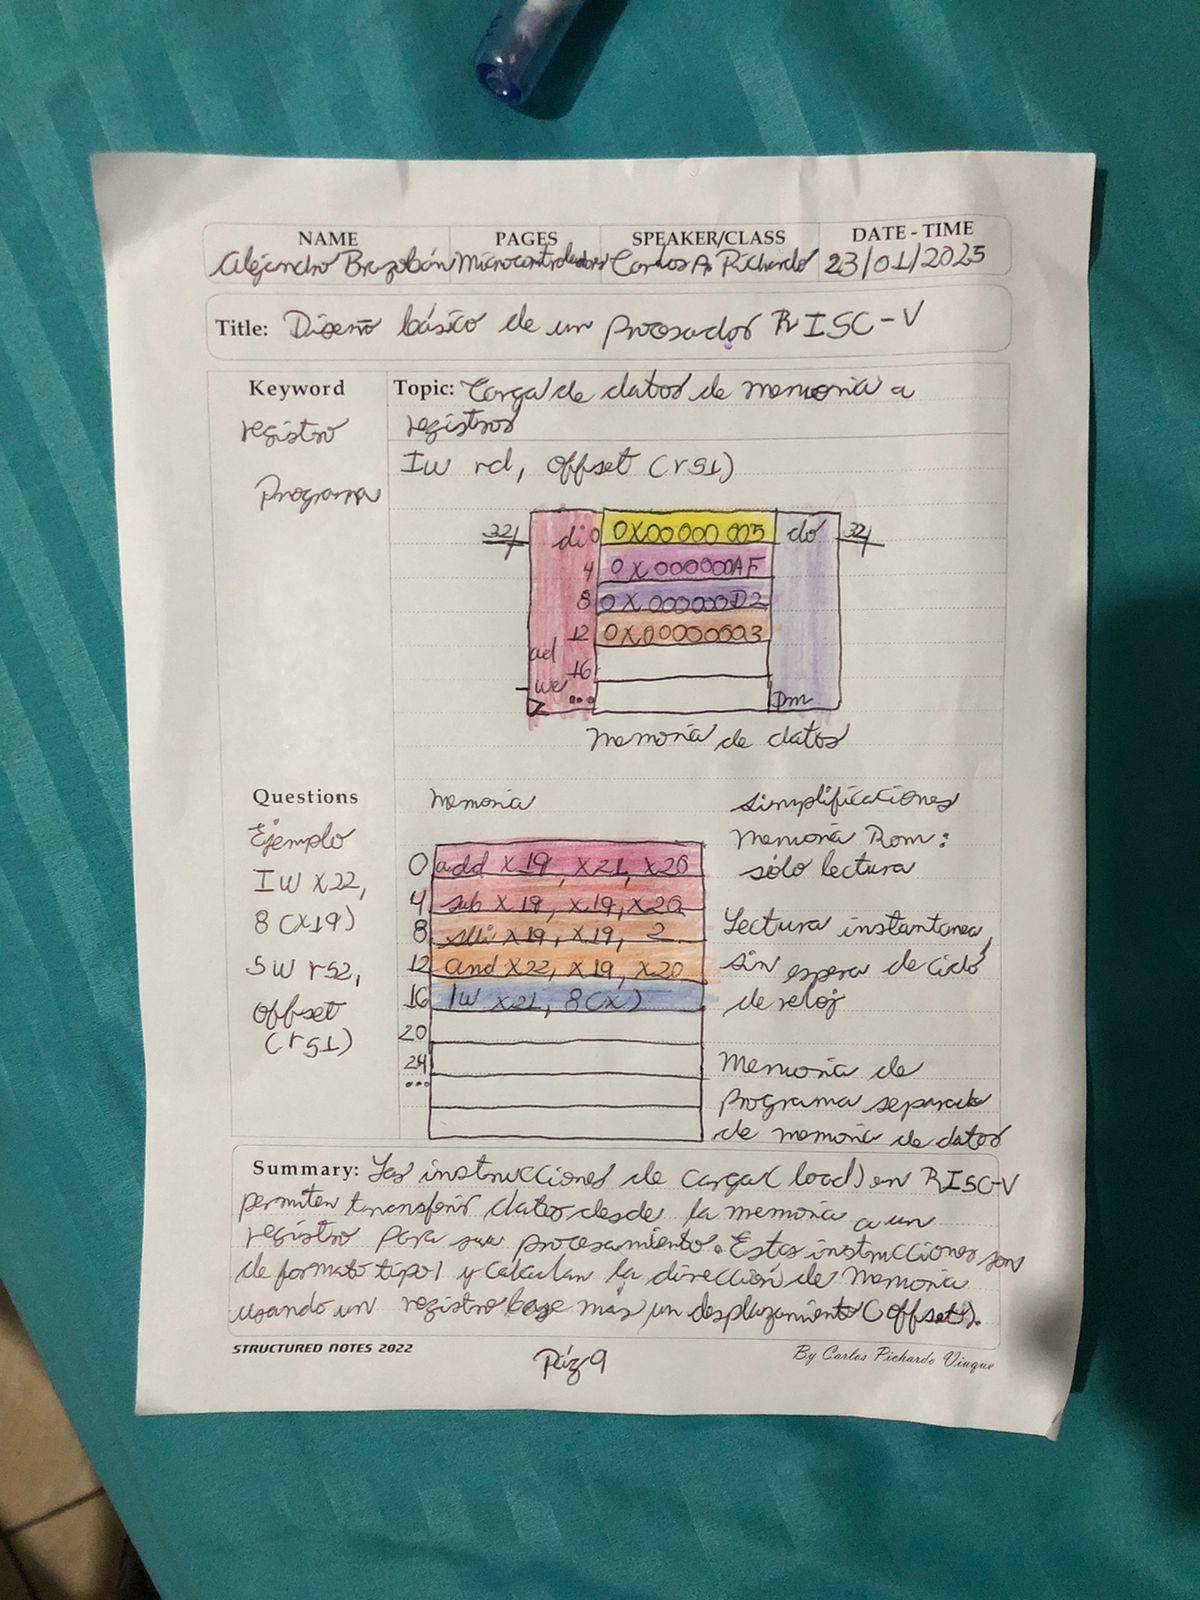 NAME PAGES SPEAKER/CLASS DATE - TIME
Alejandro Brazobán Microcontroladores Carlos A. Pichardo 23/01/2025
Title: Diseño básico de un Procesador RISC-V
Keyword
registro
Programa
Topic: Carga de datos de memoria a
registros
Iw rd, offset (rs1)
32 di 0 0X00000005 do 32
4 0X000000AF
8 0X000000D2
12 0X00000003
ad 16
we ...
Dm
Memoria de datos
Questions
Ejemplo
IW X22,
8(X19)
SW rs2,
offset
(rs1)
Memoria
0 add X19, X21, X20
4 sub X18, X19, X20
8 slli X19, X19, 2
12 and X22, X19, X20
16 lw X21, 8(X)
20
24
...
Simplificaciones
Memoria Rom:
sólo lectura
Lectura instantanea,
sin espera de ciclo
de reloj
Memoria de
Programa separada
de memoria de datos
Summary: Las instrucciones de carga (load) en RISC-V
permiten transferir datos desde la memoria a un
registro para su procesamiento. Estas instrucciones son
de formato tipo I y calculan la dirección de memoria
usando un registro base más un desplazamiento (offset).
STRUCTURED NOTES 2022
Pág 9
By Carlos Pichardo Viuque